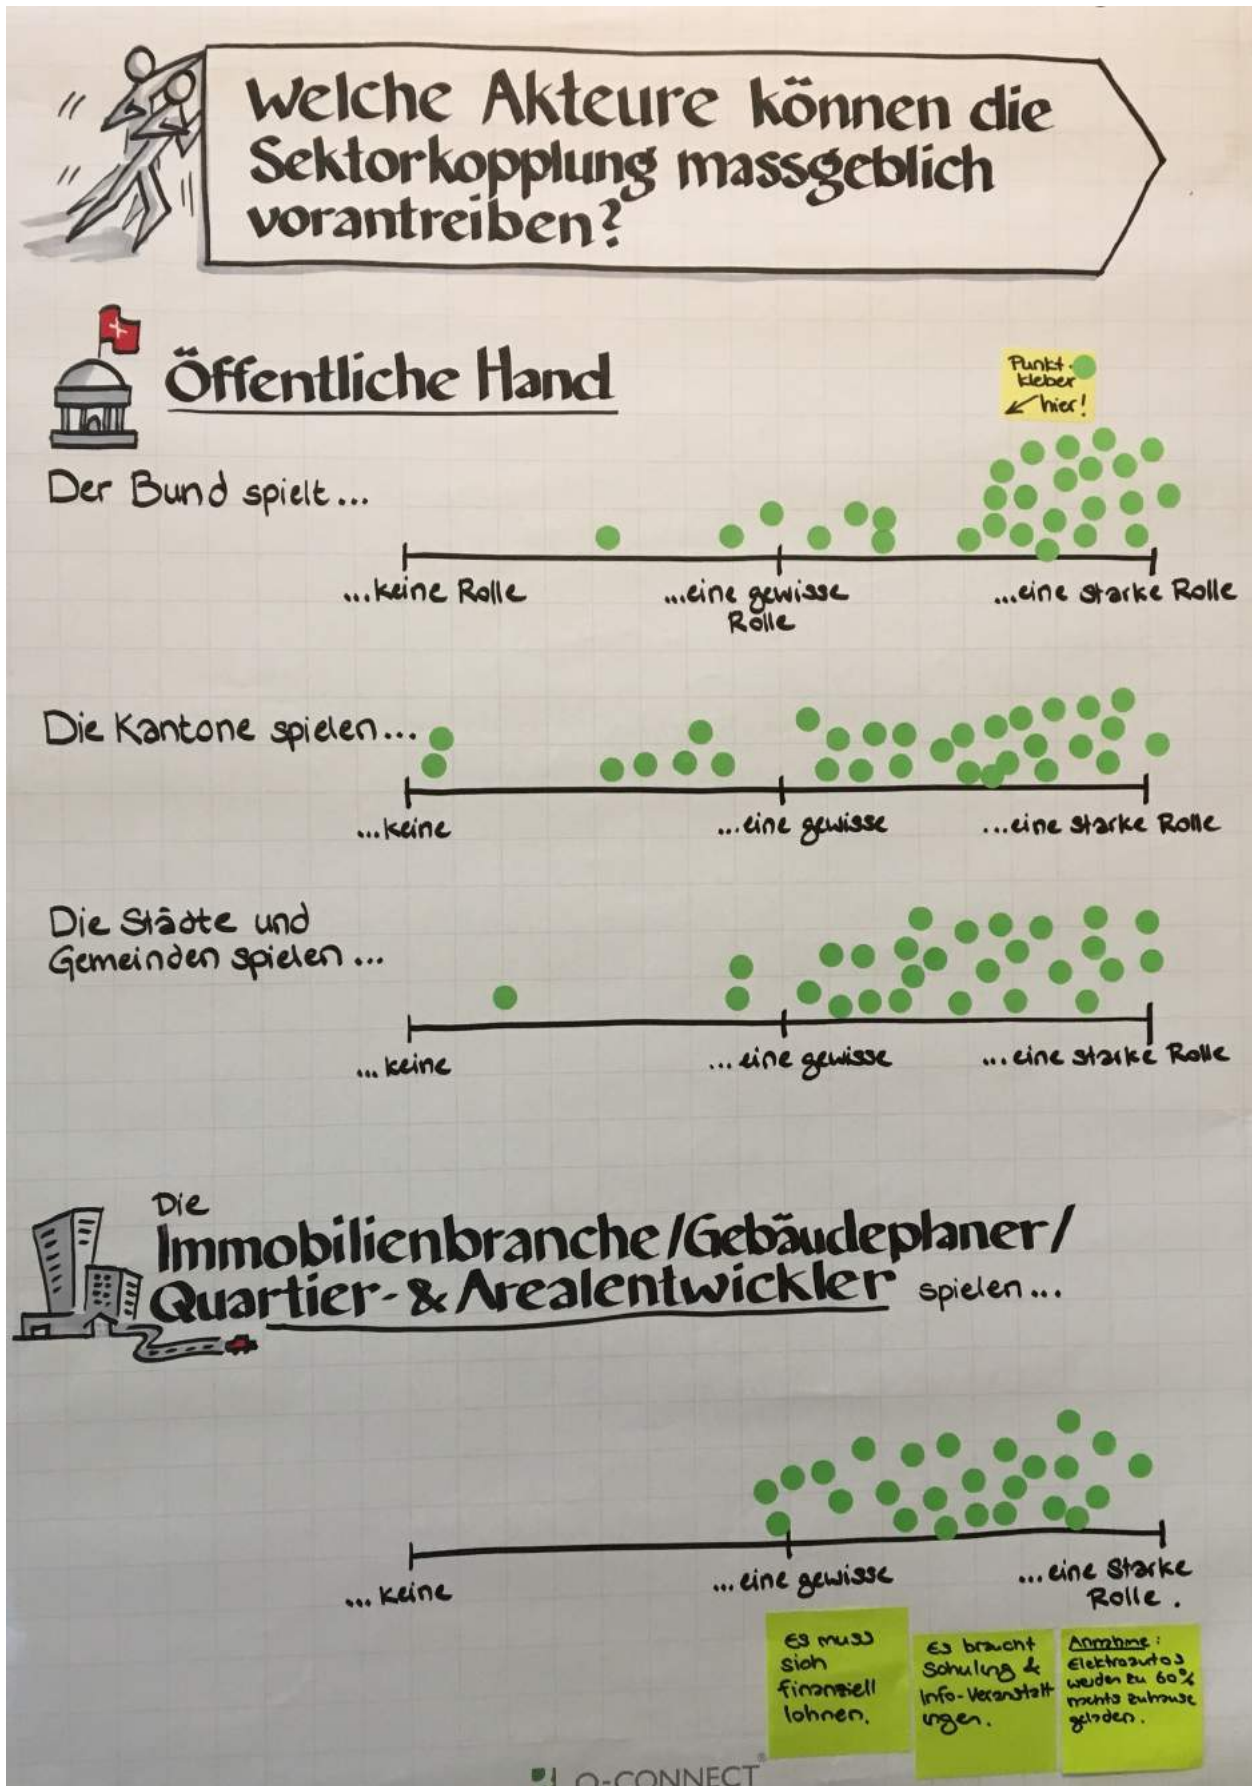 Welche Akteure können die
Sektorkopplung massgeblich
vorantreiben?
Öffentliche Hand
Punkt-
kleber
hier!
Der Bund spielt...
...keine Rolle ...eine gewisse ...eine starke Rolle
Rolle
Die Kantone spielen...
...keine ...eine gewisse ...eine starke Rolle
Die Städte und
Gemeinden spielen...
...keine ...eine gewisse ...eine starke Rolle
Die
Immobilienbranche/Gebäudeplaner/
Quartier-& Arealentwickler spielen...
...keine ...eine gewisse ...eine starke
Rolle.
Es muss
sich
finanziell
lohnen.
Es braucht
Schulung &
Info-Veranstalt
ungen.
Annahme:
Elektroautos
werden zu 60%
nachts zuhause
geladen.